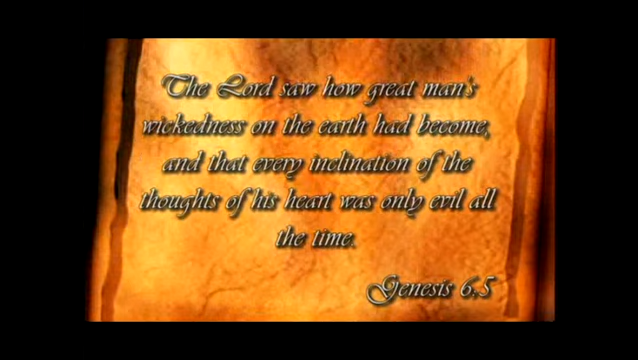 The Lord saw how great man's
wickedness on the earth had become,
and that every inclination of the
thoughts of his heart was only evil all
the time.
Genesis 6.5